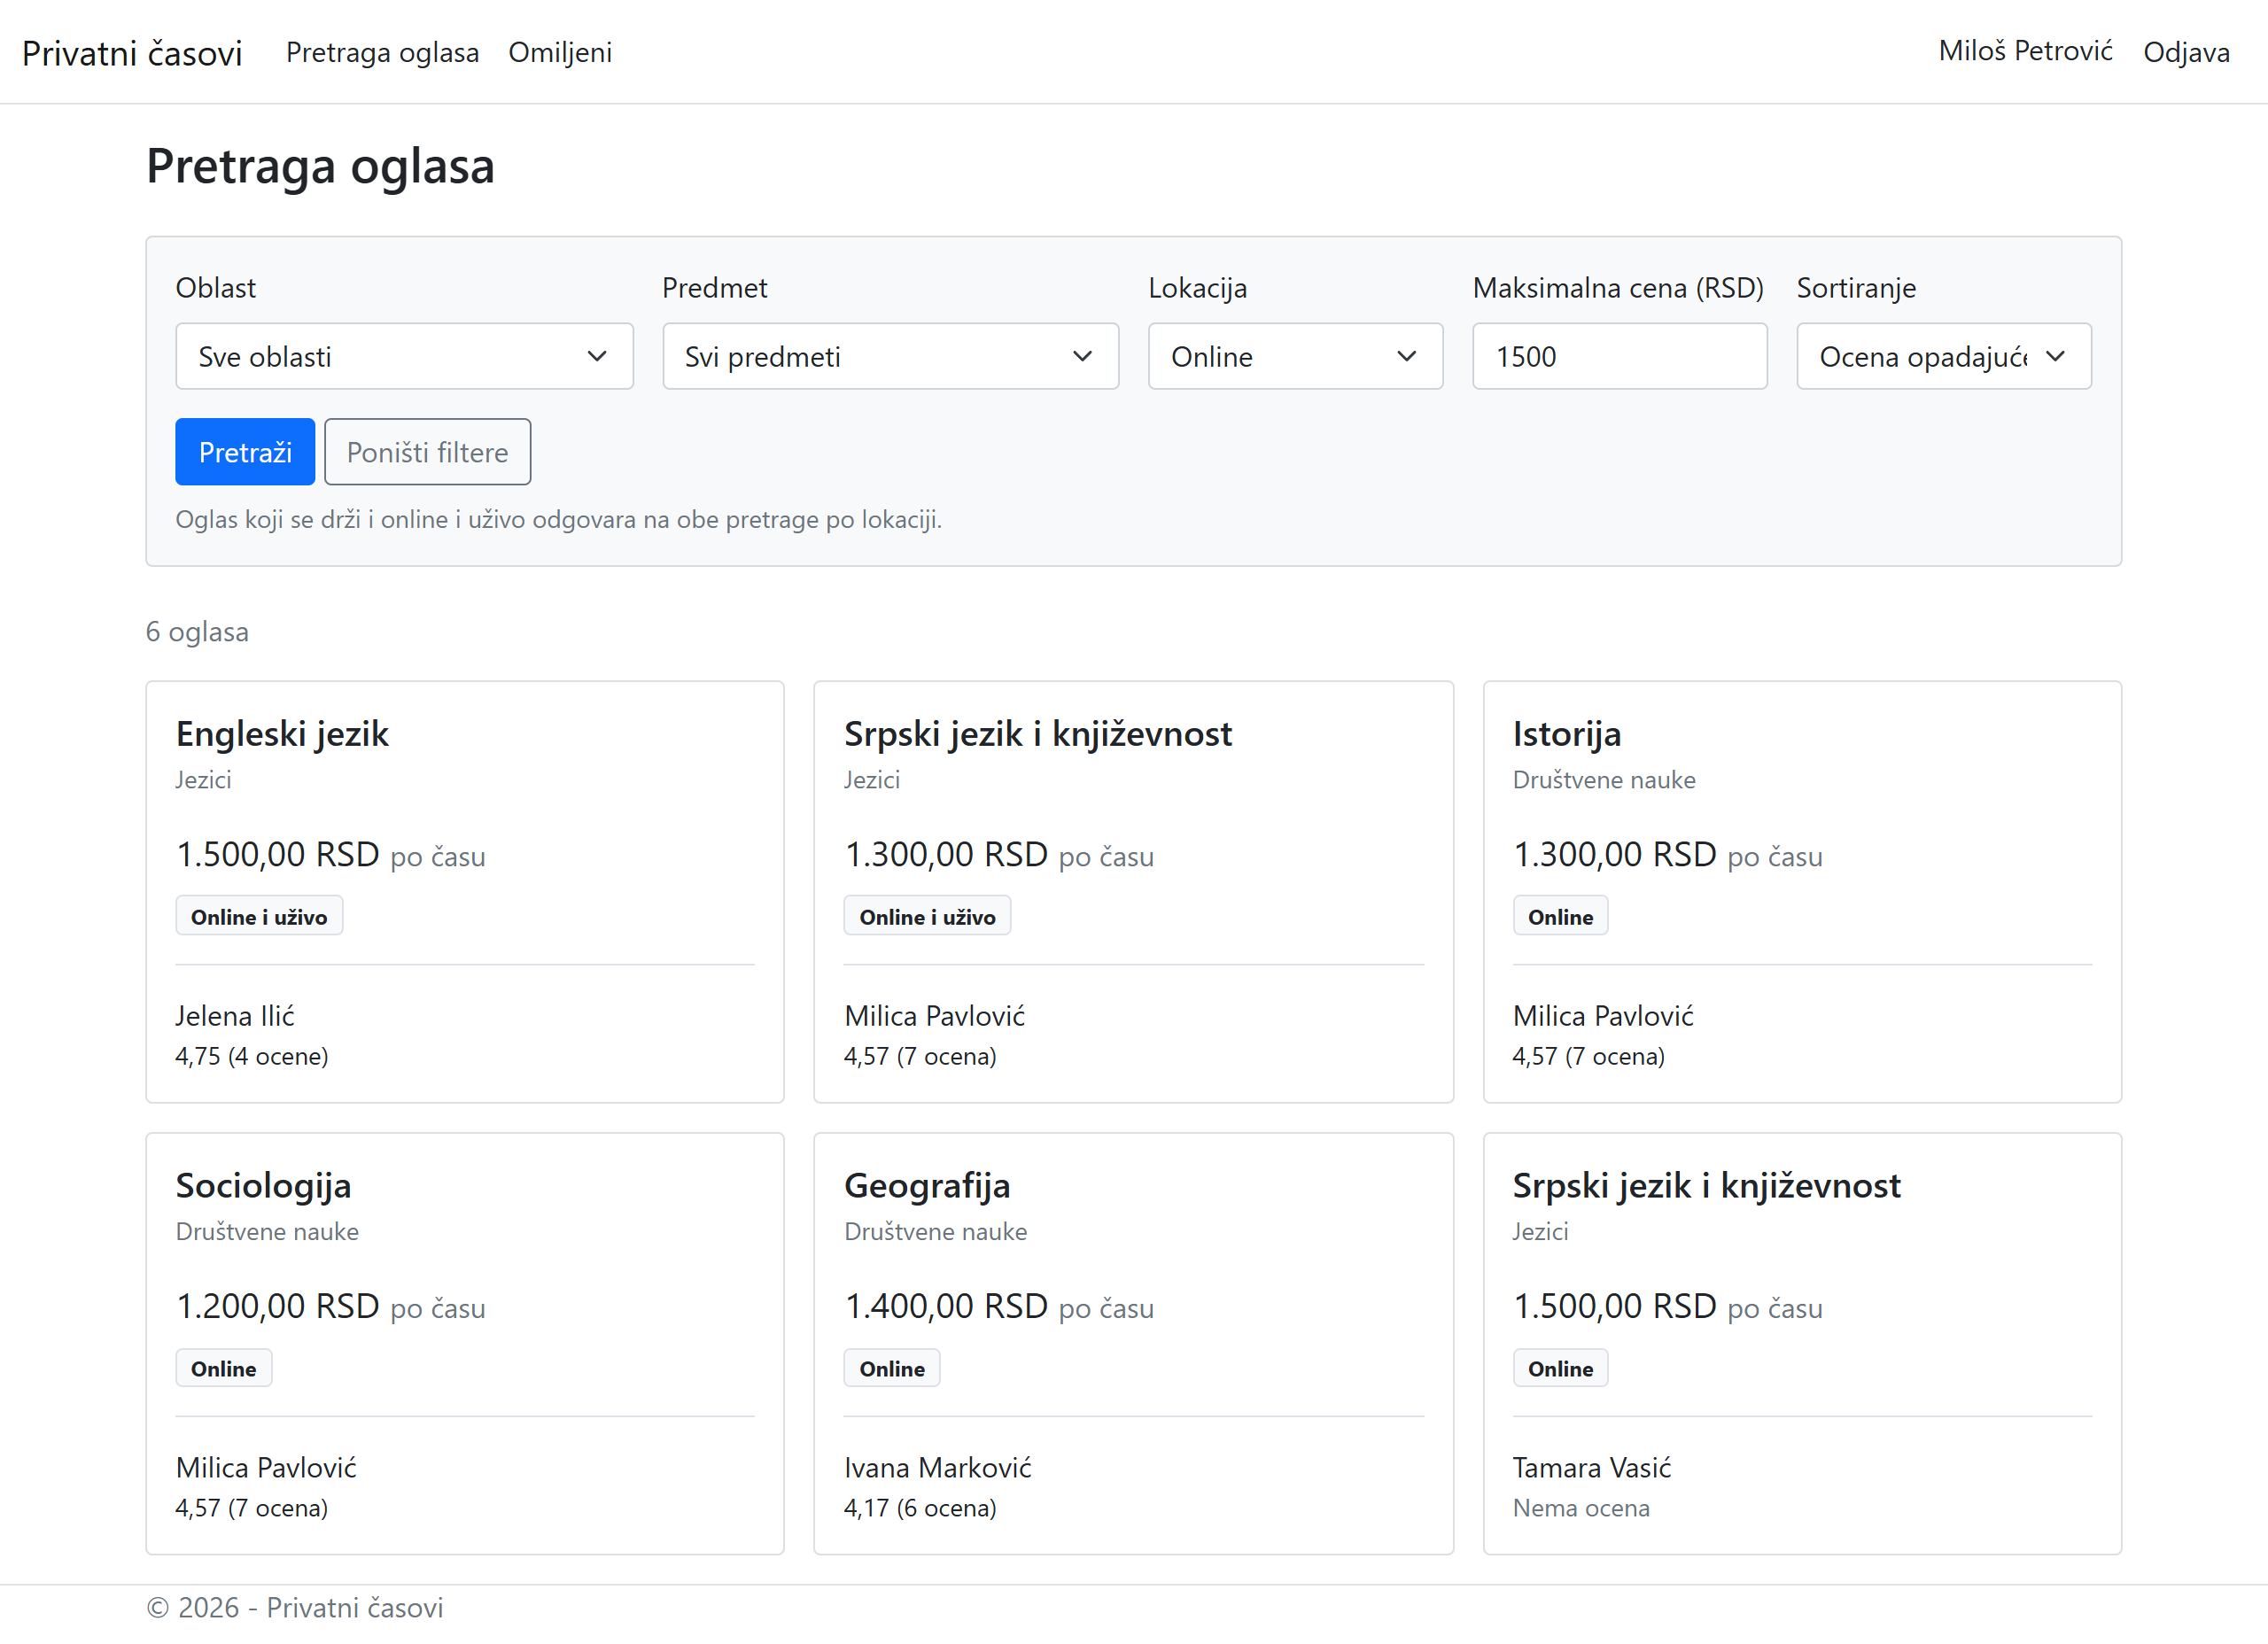 Privatni časovi Pretraga oglasa Omiljeni Miloš Petrović Odjava
Pretraga oglasa
Oblast Predmet Lokacija Maksimalna cena (RSD) Sortiranje
Sve oblasti Svi predmeti Online 1500 Ocena opadajuće
Pretraži Poništi filtere
Oglas koji se drži i online i uživo odgovara na obe pretrage po lokaciji.
6 oglasa
Engleski jezik
Jezici
1.500,00 RSD po času
Online i uživo
Jelena Ilić
4,75 (4 ocene)
Srpski jezik i književnost
Jezici
1.300,00 RSD po času
Online i uživo
Milica Pavlović
4,57 (7 ocena)
Istorija
Društvene nauke
1.300,00 RSD po času
Online
Milica Pavlović
4,57 (7 ocena)
Sociologija
Društvene nauke
1.200,00 RSD po času
Online
Milica Pavlović
4,57 (7 ocena)
Geografija
Društvene nauke
1.400,00 RSD po času
Online
Ivana Marković
4,17 (6 ocena)
Srpski jezik i književnost
Jezici
1.500,00 RSD po času
Online
Tamara Vasić
Nema ocena
© 2026 - Privatni časovi